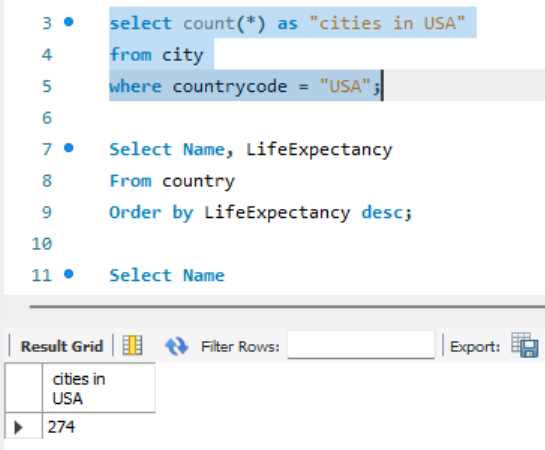 3 select count(*) as "cities in USA"
4 from city
5 where countrycode = "USA";
6
7 Select Name, LifeExpectancy
8 From country
9 Order by LifeExpectancy desc;
10
11 Select Name
Result Grid Filter Rows: Export:
cities in
USA
274